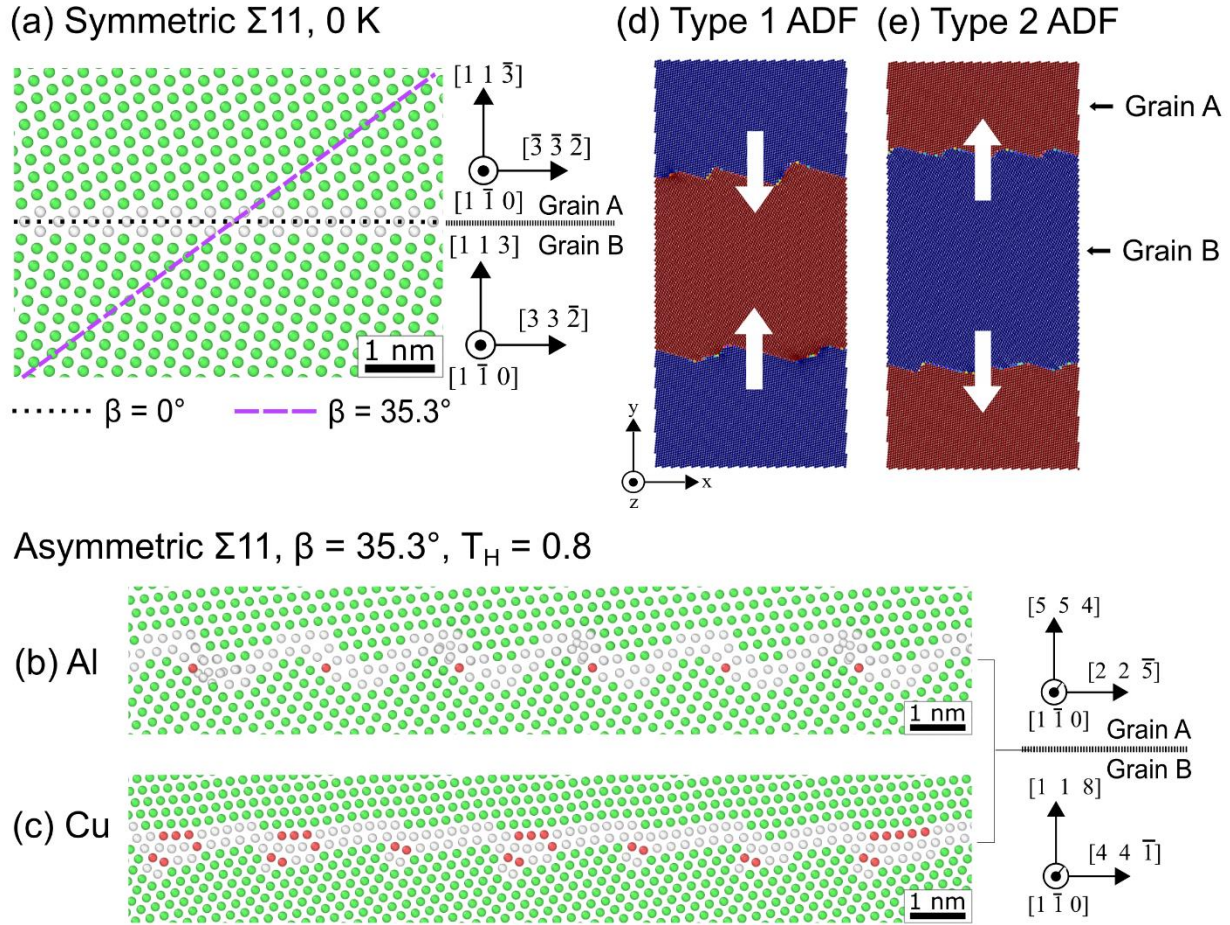 (a) Symmetric Σ11, 0 K
[1 1 3̅]
[3̅ 3̅ 2̅]
[1 1̅ 0]
Grain A
Grain B
[1 1 3]
[3 3 2̅]
[1 1̅ 0]
1 nm
β = 0°
β = 35.3°
(d) Type 1 ADF
(e) Type 2 ADF
Grain A
Grain B
y
x
z
Asymmetric Σ11, β = 35.3°, T_H = 0.8
(b) Al
1 nm
(c) Cu
1 nm
[5 5 4]
[2 2 5̅]
[1 1̅ 0]
Grain A
Grain B
[1 1 8]
[4 4 1̅]
[1 1̅ 0]